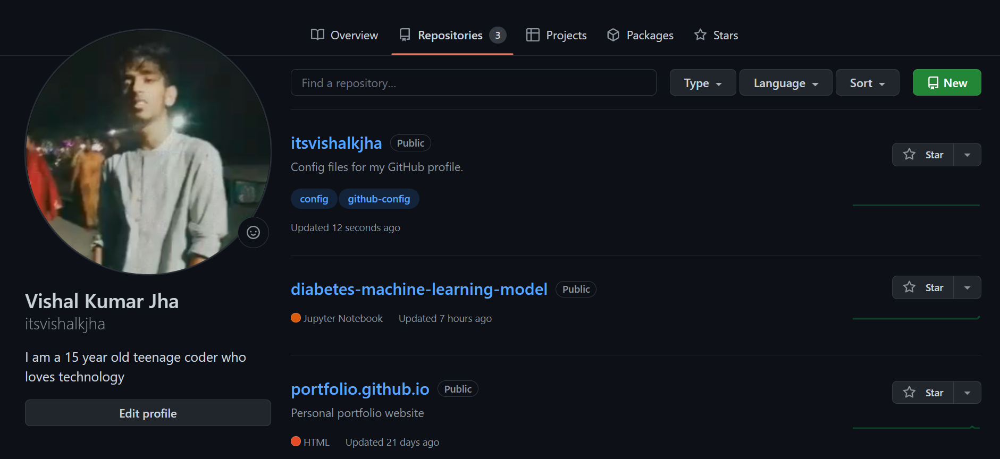 Overview Repositories 3 Projects Packages Stars
Find a repository... Type Language Sort New
itsvishalkjha Public
Star
Config files for my GitHub profile.
config github-config
Updated 12 seconds ago
diabetes-machine-learning-model Public
Star
Jupyter Notebook Updated 7 hours ago
portfolio.github.io Public
Star
Personal portfolio website
HTML Updated 21 days ago
Vishal Kumar Jha
itsvishalkjha
I am a 15 year old teenage coder who
loves technology
Edit profile